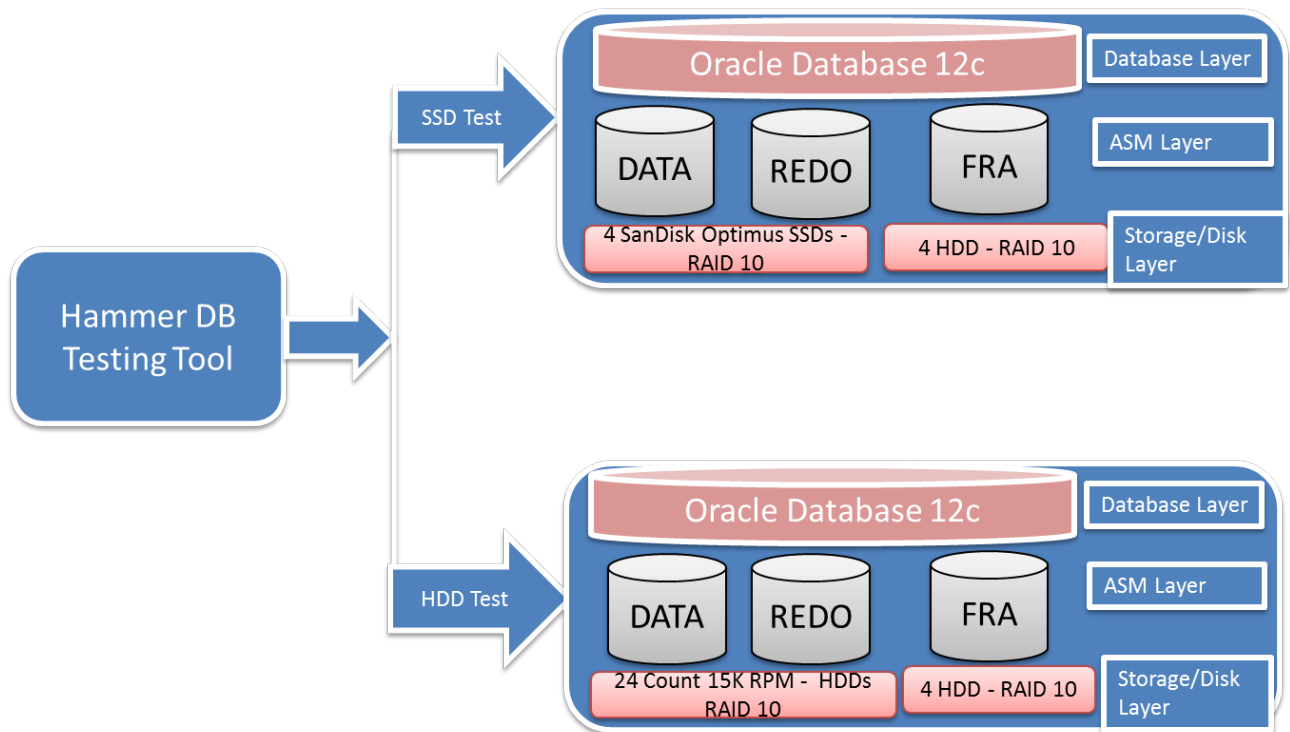 Hammer DB
Testing Tool
SSD Test
Oracle Database 12c
Database Layer
DATA
REDO
FRA
ASM Layer
4 SanDisk Optimus SSDs -
RAID 10
4 HDD - RAID 10
Storage/Disk
Layer
HDD Test
Oracle Database 12c
Database Layer
DATA
REDO
FRA
ASM Layer
24 Count 15K RPM -  HDDs
RAID 10
4 HDD - RAID 10
Storage/Disk
Layer